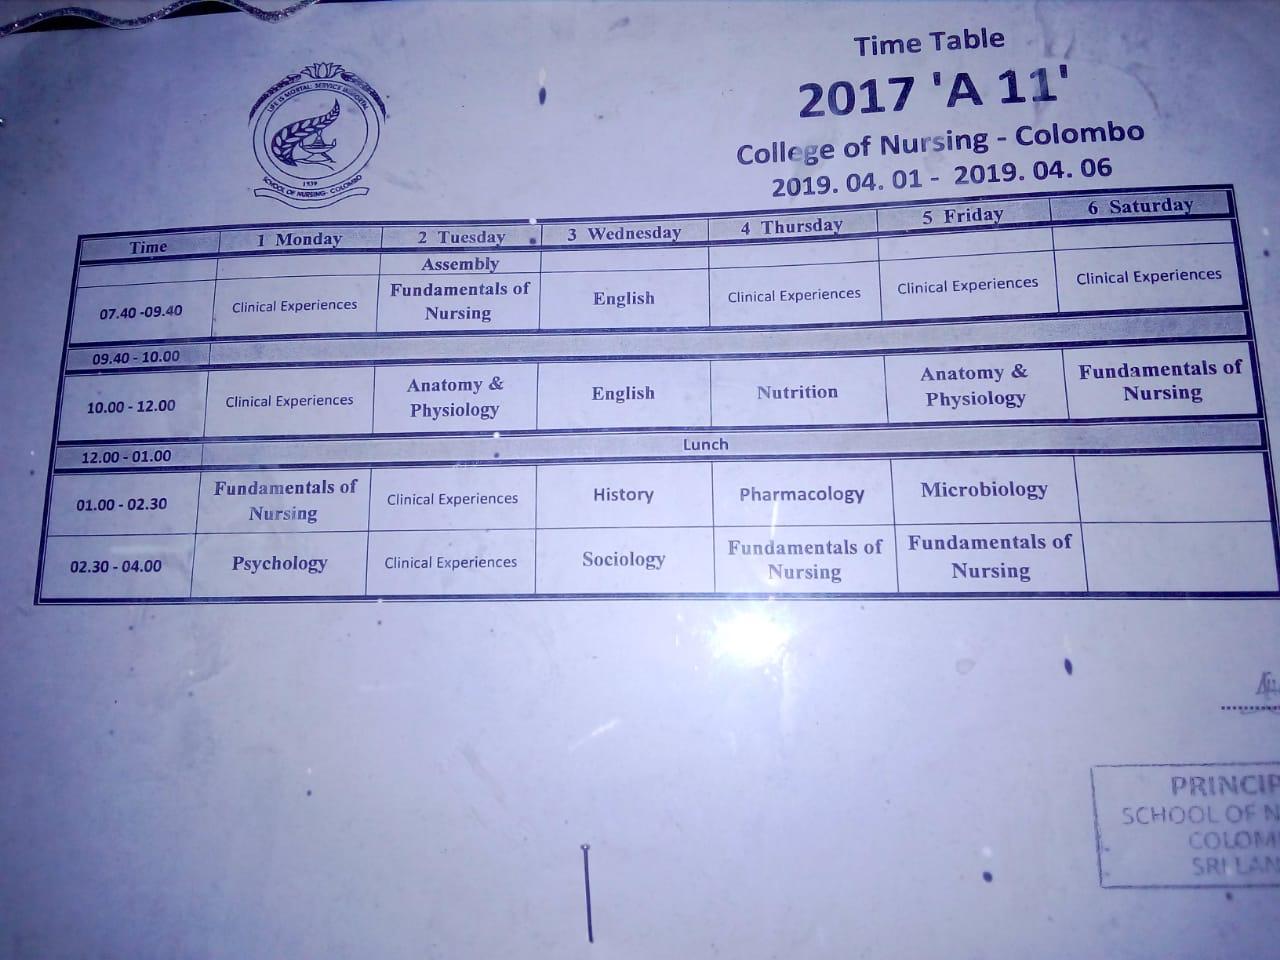 LIFE IS MORTAL: SERVICE IMMORTAL
1939
SCHOOL OF NURSING - COLOMBO
Time Table
2017 'A 11'
College of Nursing - Colombo
2019. 04. 01 - 2019. 04. 06
Time 1 Monday 2 Tuesday 3 Wednesday 4 Thursday 5 Friday 6 Saturday
Assembly
07.40 -09.40 Clinical Experiences Fundamentals of Nursing English Clinical Experiences Clinical Experiences Clinical Experiences
09.40 - 10.00
10.00 - 12.00 Clinical Experiences Anatomy & Physiology English Nutrition Anatomy & Physiology Fundamentals of Nursing
12.00 - 01.00 Lunch
01.00 - 02.30 Fundamentals of Nursing Clinical Experiences History Pharmacology Microbiology
02.30 - 04.00 Psychology Clinical Experiences Sociology Fundamentals of Nursing Fundamentals of Nursing
PRINCIP
SCHOOL OF N
COLOM
SRI LAN